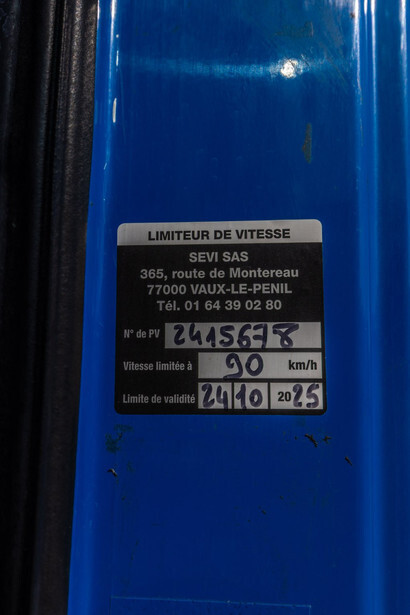 LIMITEUR DE VITESSE
SEVI SAS
365, route de Montereau
77000 VAUX-LE-PENIL
Tél. 01 64 39 02 80
N° de PV 2415678
Vitesse limitée à 90 km/h
Limite de validité 24 10 2025